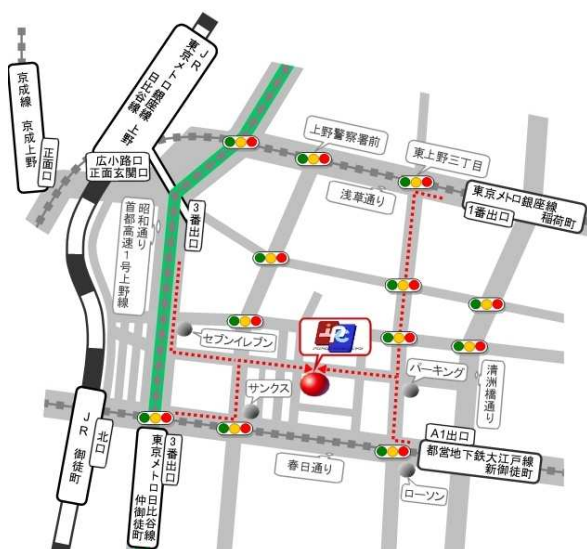 京成線 京成上野
正面口
JR
東京メトロ銀座線 上野
日比谷線
広小路口
正面玄関口
3番出口
昭和通り
首都高速1号上野線
上野警察署前
東上野三丁目
浅草通り
東京メトロ銀座線
稲荷町
1番出口
セブンイレブン
サンクス
パーキング
清洲橋通り
A1出口
都営地下鉄大江戸線
新御徒町
ローソン
春日通り
3番出口
東京メトロ日比谷線
仲御徒町
北口
JR 御徒町